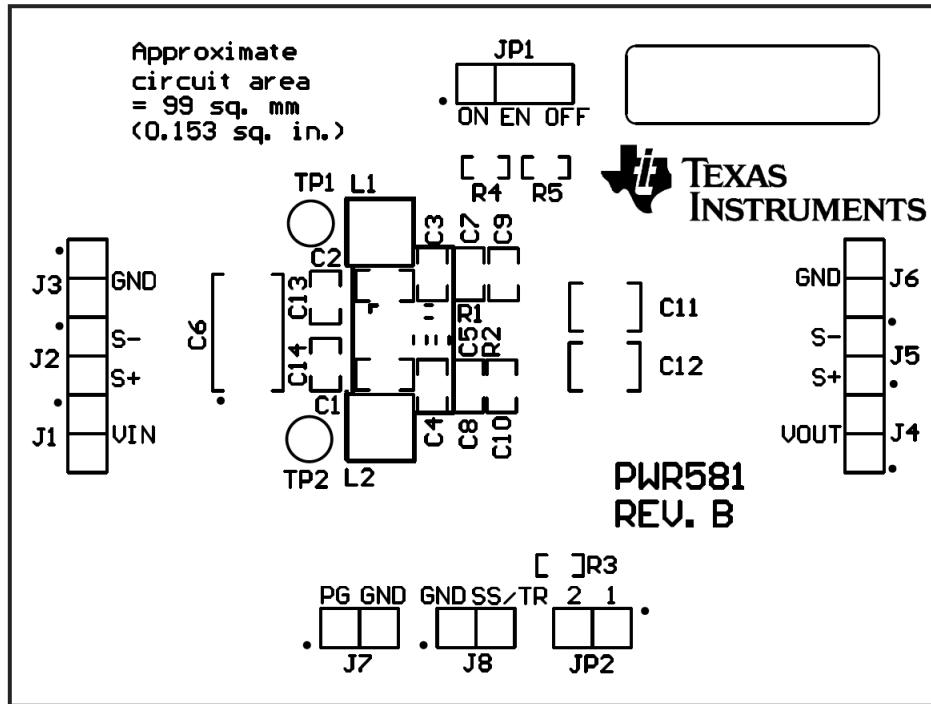 Approximate
circuit area
= 99 sq. mm
(0.153 sq. in.)
JP1
ON EN OFF
R4 R5
TEXAS
INSTRUMENTS
TP1 L1
C3 C7 C9
C2
J3 GND
C13
C6
R1
C11
GND J6
J2 S-
S+
C5
R2
C14
C12
S- J5
S+
C1
J1 VIN
C4 C8 C10
VOUT J4
TP2 L2
PWR581
REV. B
R3
PG GND GND SS/TR 2 1
J7 J8 JP2